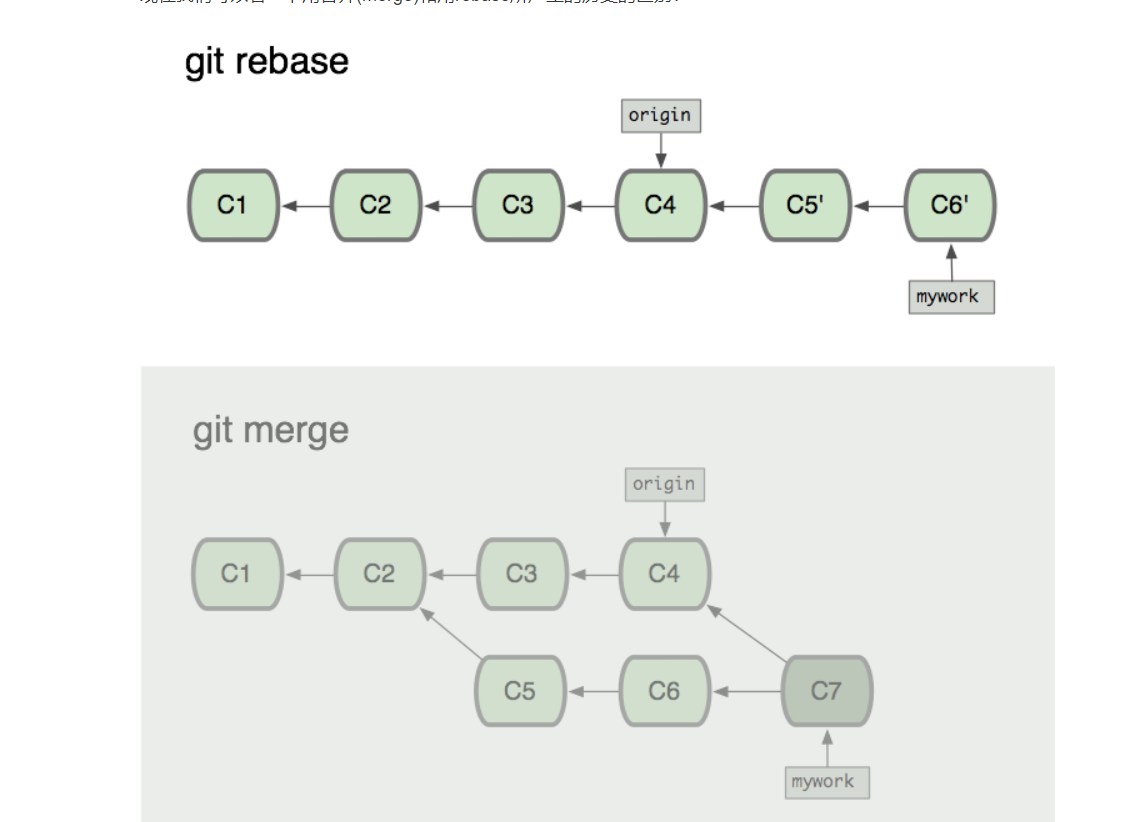 git rebase
origin
C1 C2 C3 C4 C5' C6'
mywork
git merge
origin
C1 C2 C3 C4
C5 C6 C7
mywork